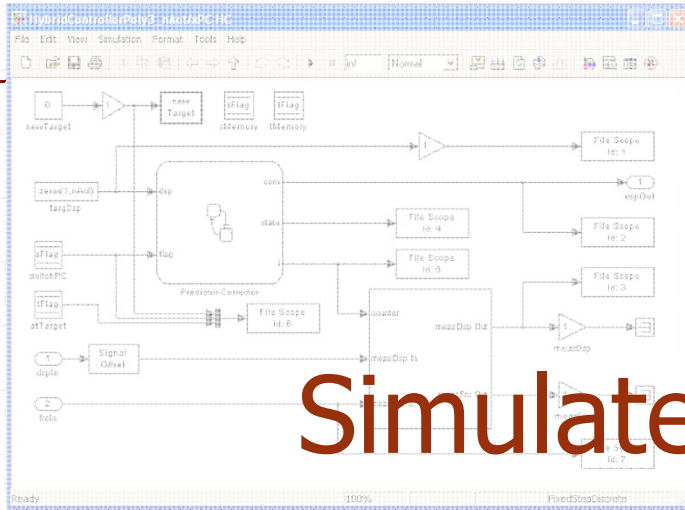 HybridControllerPoly3_nAct/xPC HC
File Edit View Simulation Format Tools Help
inf Normal
0
newTarget
1
new
Target
sFlag
sMemory
tFlag
tMemory
1
File Scope
Id: 1
zeros(1,nAct)
targDsp
dsp
com
1
dspOut
state
File Scope
Id: 4
File Scope
Id: 2
sFlag
switchPC
flag
i
File Scope
Id: 5
Predictor-Corrector
File Scope
Id: 3
tFlag
atTarget
File Scope
Id: 6
counter
measDsp Out
1
measDsp
1
dspIn
Signal
Offset
measDsp In
2
frcIn
Id: 7
Simulate
Ready 100% FixedStepDiscrete